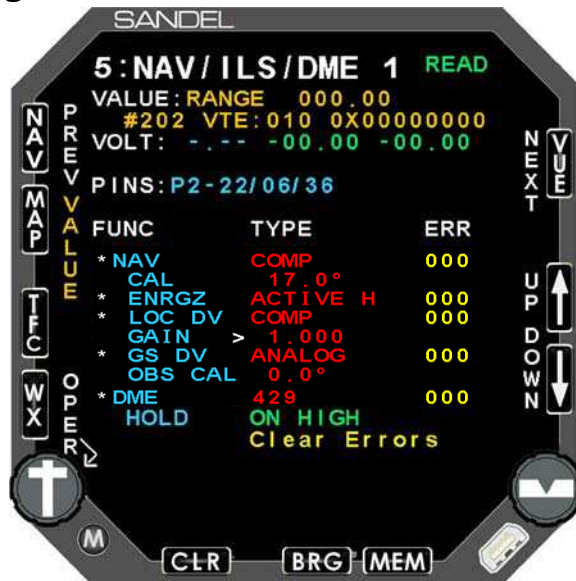 SANDEL
5:NAV/ILS/DME 1 READ
VALUE:RANGE 000.00
#202 VTE:010 0X00000000
VOLT: -.-- -00.00 -00.00
PINS:P2-22/06/36
FUNC TYPE ERR
*NAV COMP 000
CAL 17.0°
* ENRGZ ACTIVE H 000
* LOC DV COMP 000
GAIN > 1.000
* GS DV ANALOG 000
OBS CAL 0.0°
*DME 429 000
HOLD ON HIGH
Clear Errors
NAV
MAP
TFC
WX
PREV VALUE
OPER
NEXT
VUE
UP DOWN
M
CLR
BRG
MEM